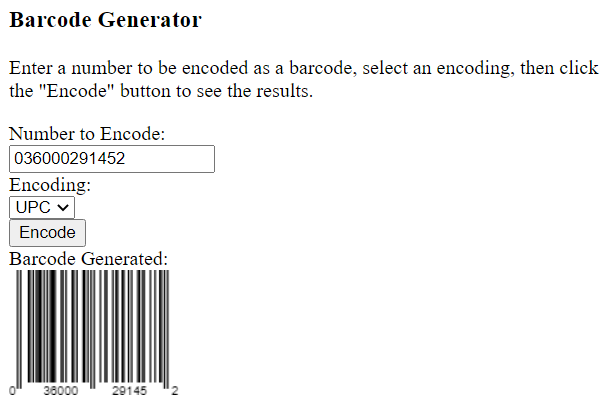 Barcode Generator
Enter a number to be encoded as a barcode, select an encoding, then click
the "Encode" button to see the results.
Number to Encode:
036000291452
Encoding:
UPC
Encode
Barcode Generated:
0 36000 29145 2